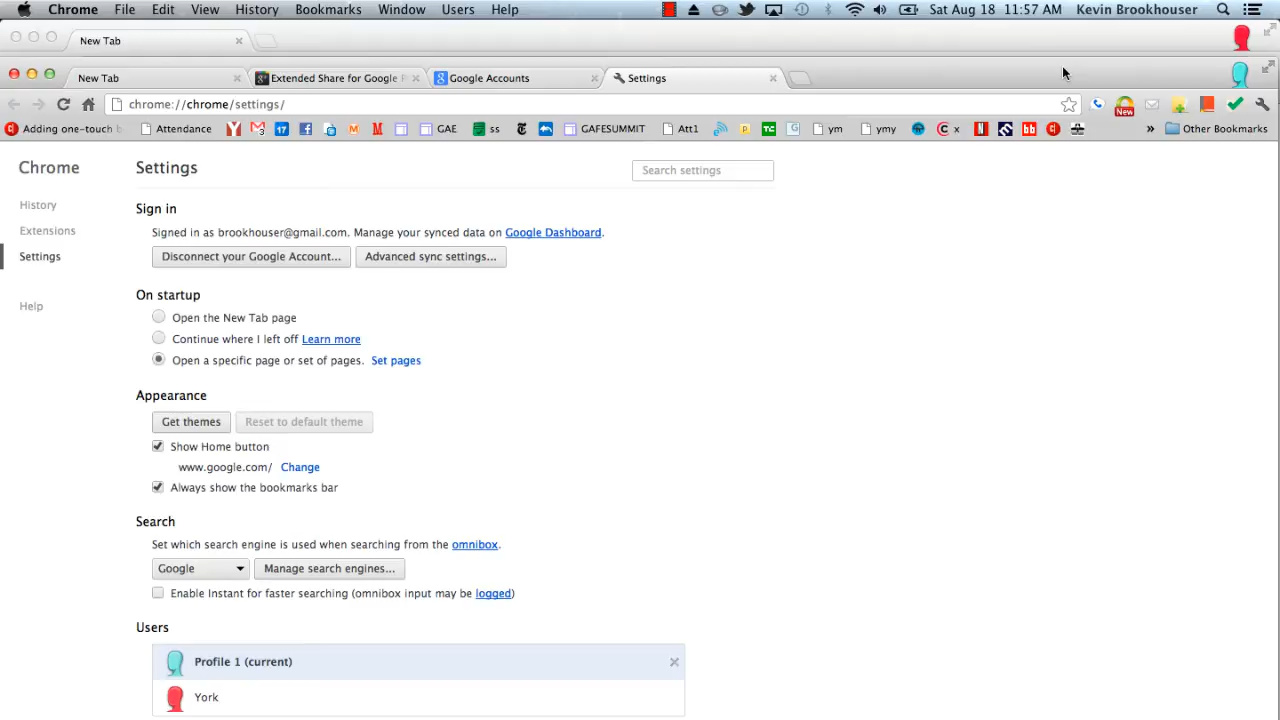 Chrome File Edit View History Bookmarks Window Users Help Sat Aug 18 11:57 AM Kevin Brookhouser
New Tab
New Tab Extended Share for Google Google Accounts Settings
chrome://chrome/settings/
New
Adding one-touch Attendance 17 GAE ss GAFESUMMIT Att1 TC ym ymy x bb » Other Bookmarks
Chrome
Settings
Search settings
History
Extensions
Settings
Help
Sign in
Signed in as brookhouser@gmail.com. Manage your synced data on Google Dashboard.
Disconnect your Google Account... Advanced sync settings...
On startup
Open the New Tab page
Continue where I left off Learn more
Open a specific page or set of pages. Set pages
Appearance
Get themes Reset to default theme
Show Home button
www.google.com/ Change
Always show the bookmarks bar
Search
Set which search engine is used when searching from the omnibox.
Google Manage search engines...
Enable Instant for faster searching (omnibox input may be logged)
Users
Profile 1 (current)
York